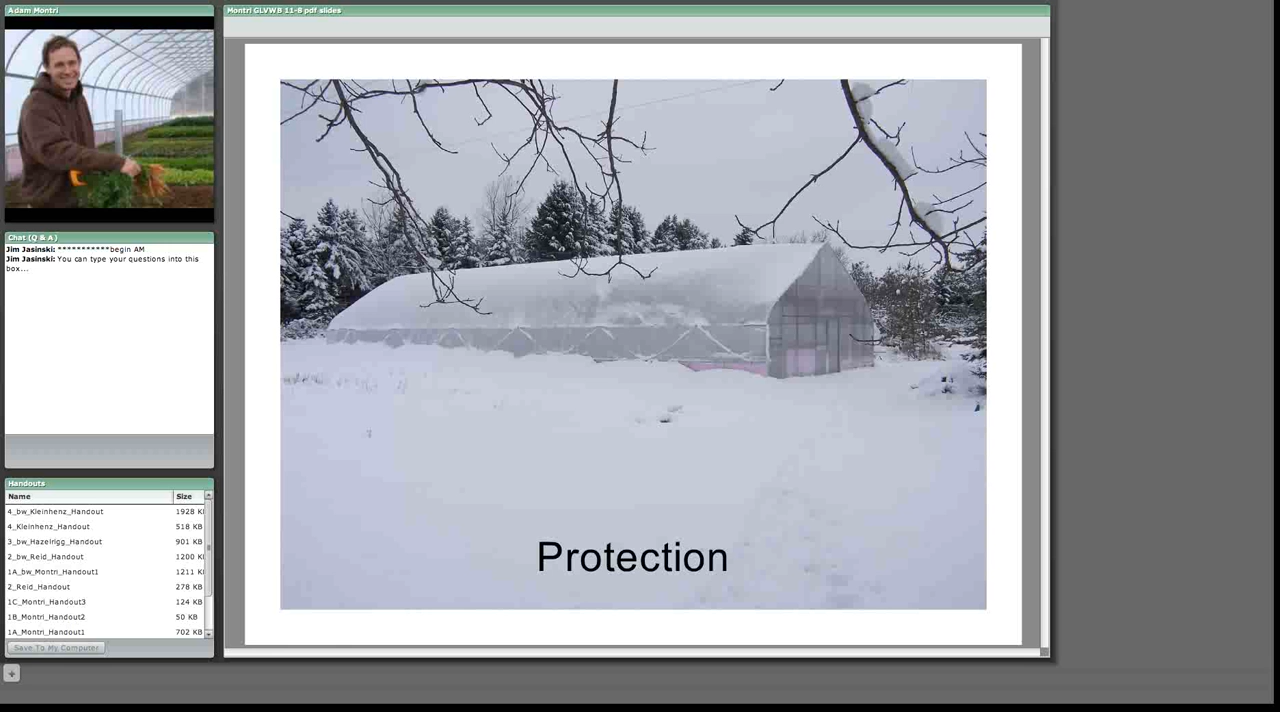 Adam Montri
Chat (Q & A)
Jim Jasinski: ***********begin AM
Jim Jasinski: You can type your questions into this
box...
Handouts
Name Size
4_bw_Kleinhenz_Handout 1928 K
4_Kleinhenz_Handout 518 KB
3_bw_Hazelrigg_Handout 901 KB
2_bw_Reid_Handout 1200 K
1A_bw_Montri_Handout1 1211 K
2_Reid_Handout 278 KB
1C_Montri_Handout3 124 KB
1B_Montri_Handout2 50 KB
1A_Montri_Handout1 702 KB
Save To My Computer
Montri GLVWB 11-8 pdf slides
Protection